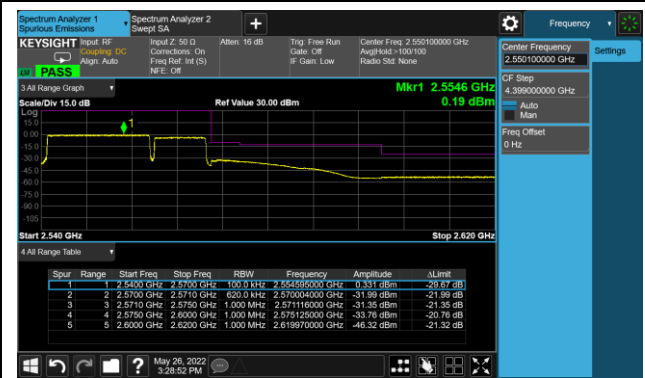 Spectrum Analyzer 1
Spurious Emissions
Spectrum Analyzer 2
Swept SA
Frequency
KEYSIGHT
Input: RF
Coupling: DC
Align: Auto
Input Z: 50 Ω
Corrections: On
Freq Ref: Int (S)
NFE: Off
Atten: 16 dB
Trig: Free Run
Gate: Off
IF Gain: Low
Center Freq: 2.550100000 GHz
Avg|Hold:>100/100
Radio Std: None
PASS
Center Frequency
2.550100000 GHz
Settings
CF Step
4.399000000 GHz
Auto
Man
Freq Offset
0 Hz
3 All Range Graph
Mkr1 2.5546 GHz
Scale/Div 15.0 dB
Ref Value 30.00 dBm
0.19 dBm
Log
15.0
0.00
-15.0
-30.0
-45.0
-60.0
-75.0
-90.0
-105
1
Start 2.540 GHz
Stop 2.620 GHz
4 All Range Table
Spur Range Start Freq Stop Freq RBW Frequency Amplitude ΔLimit
1 1 2.5400 GHz 2.5700 GHz 100.0 kHz 2.554595000 GHz 0.331 dBm -29.67 dB
2 2 2.5700 GHz 2.5710 GHz 620.0 kHz 2.570004000 GHz -31.99 dBm -21.99 dB
3 3 2.5710 GHz 2.5750 GHz 1.000 MHz 2.571116000 GHz -31.35 dBm -21.35 dB
4 4 2.5750 GHz 2.6000 GHz 1.000 MHz 2.575125000 GHz -33.76 dBm -20.76 dB
5 5 2.6000 GHz 2.6200 GHz 1.000 MHz 2.619970000 GHz -46.32 dBm -21.32 dB
May 26, 2022
3:28:52 PM